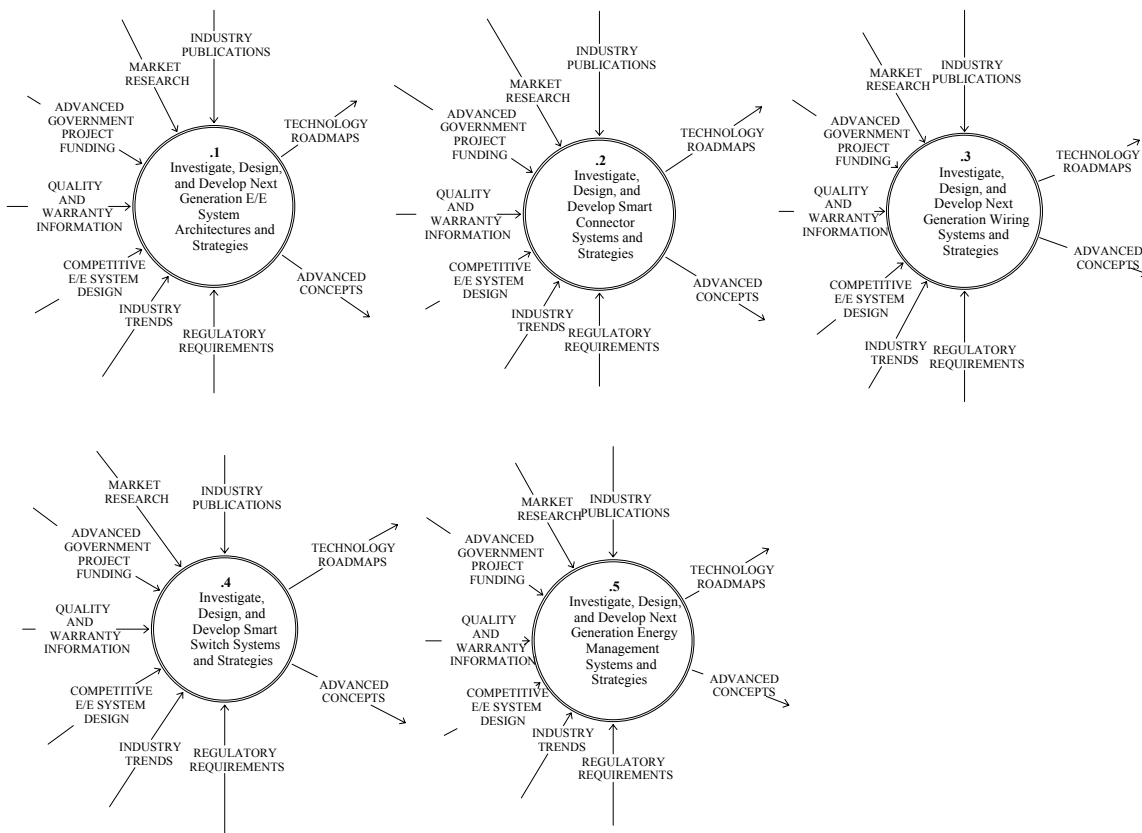 INDUSTRY
PUBLICATIONS
MARKET
RESEARCH
ADVANCED
GOVERNMENT
PROJECT
FUNDING
QUALITY
AND
WARRANTY
INFORMATION
COMPETITIVE
E/E SYSTEM
DESIGN
INDUSTRY
TRENDS
REGULATORY
REQUIREMENTS
.1
Investigate, Design,
and Develop Next
Generation E/E
System
Architectures and
Strategies
TECHNOLOGY
ROADMAPS
ADVANCED
CONCEPTS
INDUSTRY
PUBLICATIONS
MARKET
RESEARCH
ADVANCED
GOVERNMENT
PROJECT
FUNDING
QUALITY
AND
WARRANTY
INFORMATION
COMPETITIVE
E/E SYSTEM
DESIGN
INDUSTRY
TRENDS
REGULATORY
REQUIREMENTS
.2
Investigate,
Design, and
Develop Smart
Connector
Systems and
Strategies
TECHNOLOGY
ROADMAPS
ADVANCED
CONCEPTS
INDUSTRY
PUBLICATIONS
MARKET
RESEARCH
ADVANCED
GOVERNMENT
PROJECT
FUNDING
QUALITY
AND
WARRANTY
INFORMATION
COMPETITIVE
E/E SYSTEM
DESIGN
INDUSTRY
TRENDS
REGULATORY
REQUIREMENTS
.3
Investigate,
Design, and
Develop Next
Generation Wiring
Systems and
Strategies
TECHNOLOGY
ROADMAPS
ADVANCED
CONCEPTS
MARKET
RESEARCH
INDUSTRY
PUBLICATIONS
ADVANCED
GOVERNMENT
PROJECT
FUNDING
QUALITY
AND
WARRANTY
INFORMATION
COMPETITIVE
E/E SYSTEM
DESIGN
INDUSTRY
TRENDS
REGULATORY
REQUIREMENTS
.4
Investigate,
Design, and
Develop Smart
Switch Systems
and Strategies
TECHNOLOGY
ROADMAPS
ADVANCED
CONCEPTS
MARKET
RESEARCH
INDUSTRY
PUBLICATIONS
ADVANCED
GOVERNMENT
PROJECT
FUNDING
QUALITY
AND
WARRANTY
INFORMATION
COMPETITIVE
E/E SYSTEM
DESIGN
INDUSTRY
TRENDS
REGULATORY
REQUIREMENTS
.5
Investigate, Design,
and Develop Next
Generation Energy
Management
Systems and
Strategies
TECHNOLOGY
ROADMAPS
ADVANCED
CONCEPTS